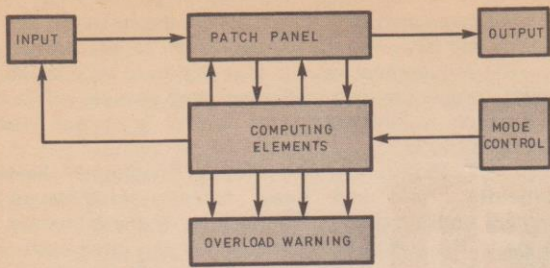 INPUT
PATCH PANEL
OUTPUT
COMPUTING
ELEMENTS
MODE
CONTROL
OVERLOAD WARNING